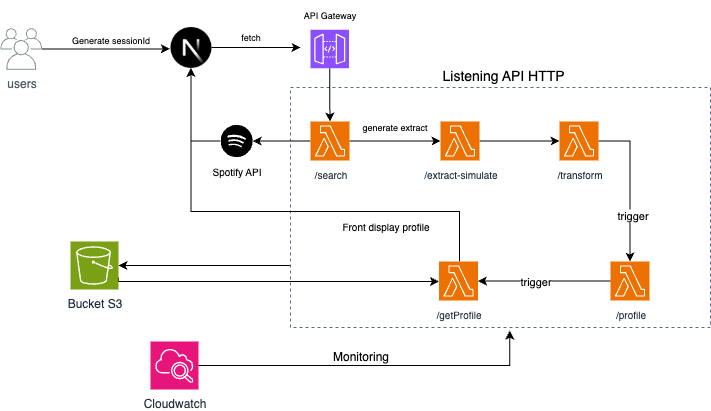 API Gateway
Generate sessionId
N
fetch
users
Listening API HTTP
generate extract
Spotify API
/search
/extract-simulate
/transform
trigger
Front display profile
trigger
Bucket S3
/getProfile
/profile
Monitoring
Cloudwatch